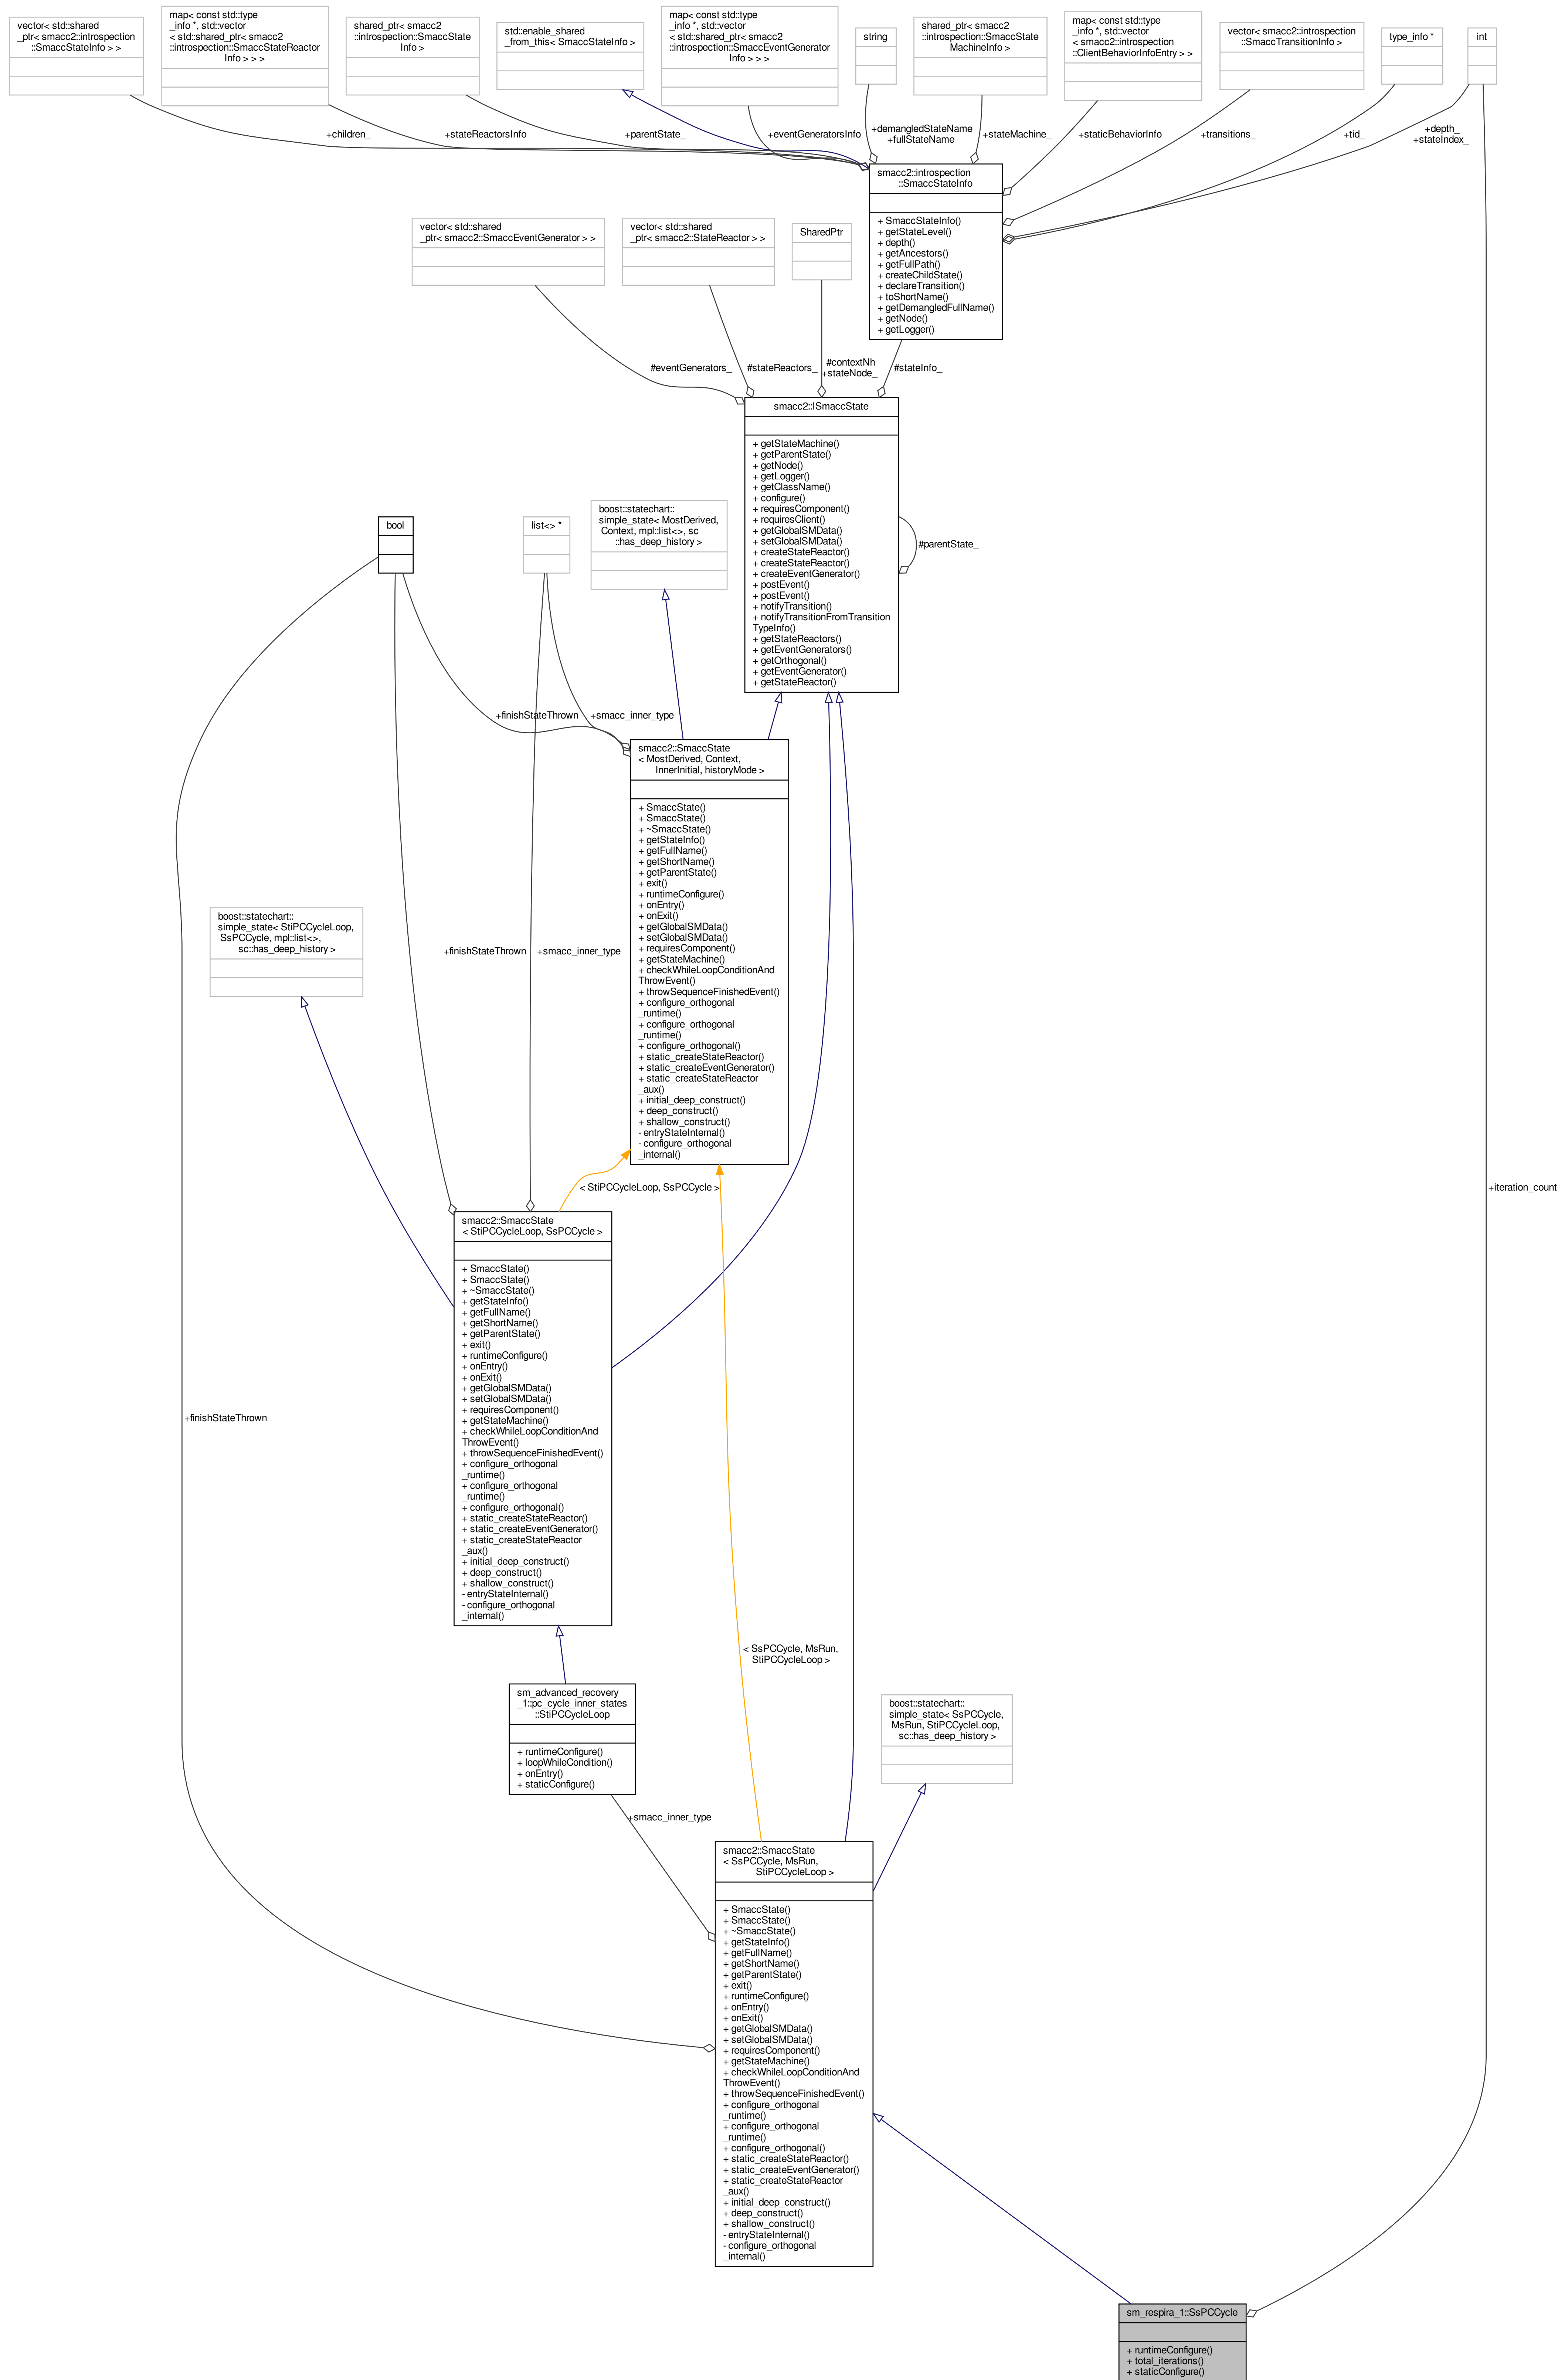 vector< std::shared
_ptr< smacc2::introspection
::SmaccStateInfo > >
map< const std::type
_info *, std::vector
< std::shared_ptr< smacc2
::introspection::SmaccStateReactor
Info > > >
shared_ptr< smacc2
::introspection::SmaccState
Info >
std::enable_shared
_from_this< SmaccStateInfo >
map< const std::type
_info *, std::vector
< std::shared_ptr< smacc2
::introspection::SmaccEventGenerator
Info > > >
string
shared_ptr< smacc2
::introspection::SmaccState
MachineInfo >
map< const std::type
_info *, std::vector
< smacc2::introspection
::ClientBehaviorInfoEntry > >
vector< smacc2::introspection
::SmaccTransitionInfo >
type_info *
int
+children_
+stateReactorsInfo
+parentState_
+eventGeneratorsInfo
+demangledStateName
+fullStateName
+stateMachine_
+staticBehaviorInfo
+transitions_
+tid_
+depth_
+stateIndex_
smacc2::introspection
::SmaccStateInfo
+ SmaccStateInfo()
+ getStateLevel()
+ depth()
+ getAncestors()
+ getFullPath()
+ createChildState()
+ declareTransition()
+ toShortName()
+ getDemangledFullName()
+ getNode()
+ getLogger()
vector< std::shared
_ptr< smacc2::SmaccEventGenerator > >
vector< std::shared
_ptr< smacc2::StateReactor > >
SharedPtr
#eventGenerators_
#stateReactors_
#contextNh
+stateNode_
#stateInfo_
smacc2::ISmaccState
+ getStateMachine()
+ getParentState()
+ getNode()
+ getLogger()
+ getClassName()
+ configure()
+ requiresComponent()
+ requiresClient()
+ getGlobalSMData()
+ setGlobalSMData()
+ createStateReactor()
+ createStateReactor()
+ createEventGenerator()
+ postEvent()
+ postEvent()
+ notifyTransition()
+ notifyTransitionFromTransition
TypeInfo()
+ getStateReactors()
+ getEventGenerators()
+ getOrthogonal()
+ getEventGenerator()
+ getStateReactor()
#parentState_
bool
list<> *
boost::statechart::
simple_state< MostDerived,
Context, mpl::list<>, sc
::has_deep_history >
+finishStateThrown
+smacc_inner_type
smacc2::SmaccState
< MostDerived, Context,
InnerInitial, historyMode >
+ SmaccState()
+ SmaccState()
+ ~SmaccState()
+ getStateInfo()
+ getFullName()
+ getShortName()
+ getParentState()
+ exit()
+ runtimeConfigure()
+ onEntry()
+ onExit()
+ getGlobalSMData()
+ setGlobalSMData()
+ requiresComponent()
+ getStateMachine()
+ checkWhileLoopConditionAnd
ThrowEvent()
+ throwSequenceFinishedEvent()
+ configure_orthogonal
_runtime()
+ configure_orthogonal
_runtime()
+ configure_orthogonal()
+ static_createStateReactor()
+ static_createEventGenerator()
+ static_createStateReactor
_aux()
+ initial_deep_construct()
+ deep_construct()
+ shallow_construct()
- entryStateInternal()
- configure_orthogonal
_internal()
boost::statechart::
simple_state< StiPCCycleLoop,
SsPCCycle, mpl::list<>,
sc::has_deep_history >
+finishStateThrown
+smacc_inner_type
< StiPCCycleLoop, SsPCCycle >
+iteration_count
smacc2::SmaccState
< StiPCCycleLoop, SsPCCycle >
+ SmaccState()
+ SmaccState()
+ ~SmaccState()
+ getStateInfo()
+ getFullName()
+ getShortName()
+ getParentState()
+ exit()
+ runtimeConfigure()
+ onEntry()
+ onExit()
+ getGlobalSMData()
+ setGlobalSMData()
+ requiresComponent()
+ getStateMachine()
+ checkWhileLoopConditionAnd
ThrowEvent()
+ throwSequenceFinishedEvent()
+ configure_orthogonal
_runtime()
+ configure_orthogonal
_runtime()
+ configure_orthogonal()
+ static_createStateReactor()
+ static_createEventGenerator()
+ static_createStateReactor
_aux()
+ initial_deep_construct()
+ deep_construct()
+ shallow_construct()
- entryStateInternal()
- configure_orthogonal
_internal()
+finishStateThrown
< SsPCCycle, MsRun,
StiPCCycleLoop >
sm_advanced_recovery
_1::pc_cycle_inner_states
::StiPCCycleLoop
+ runtimeConfigure()
+ loopWhileCondition()
+ onEntry()
+ staticConfigure()
boost::statechart::
simple_state< SsPCCycle,
MsRun, StiPCCycleLoop,
sc::has_deep_history >
+smacc_inner_type
smacc2::SmaccState
< SsPCCycle, MsRun,
StiPCCycleLoop >
+ SmaccState()
+ SmaccState()
+ ~SmaccState()
+ getStateInfo()
+ getFullName()
+ getShortName()
+ getParentState()
+ exit()
+ runtimeConfigure()
+ onEntry()
+ onExit()
+ getGlobalSMData()
+ setGlobalSMData()
+ requiresComponent()
+ getStateMachine()
+ checkWhileLoopConditionAnd
ThrowEvent()
+ throwSequenceFinishedEvent()
+ configure_orthogonal
_runtime()
+ configure_orthogonal
_runtime()
+ configure_orthogonal()
+ static_createStateReactor()
+ static_createEventGenerator()
+ static_createStateReactor
_aux()
+ initial_deep_construct()
+ deep_construct()
+ shallow_construct()
- entryStateInternal()
- configure_orthogonal
_internal()
sm_respira_1::SsPCCycle
+ runtimeConfigure()
+ total_iterations()
+ staticConfigure()